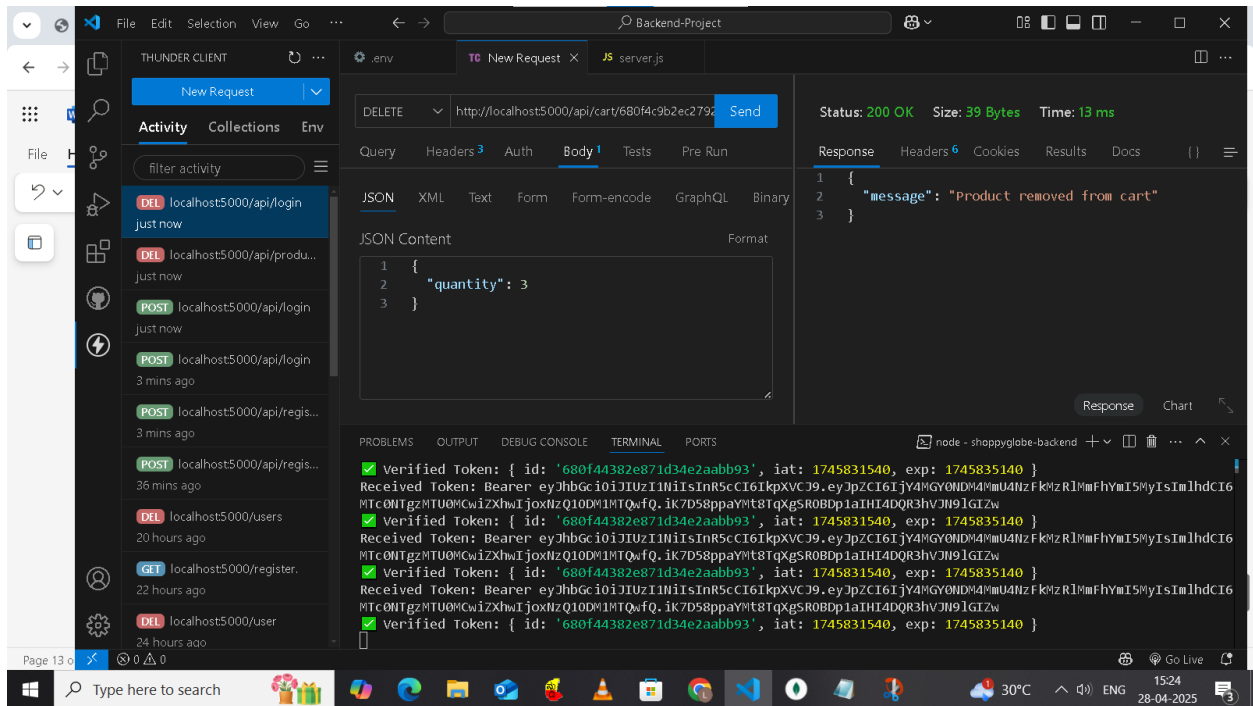 File Edit Selection View Go ··· Backend-Project
THUNDER CLIENT ···
.env TC New Request × JS server.js ···
New Request
Activity Collections Env
filter activity
DEL localhost:5000/api/login
just now
DEL localhost:5000/api/produ...
just now
POST localhost:5000/api/login
just now
POST localhost:5000/api/login
3 mins ago
POST localhost:5000/api/regis...
3 mins ago
POST localhost:5000/api/regis...
36 mins ago
DEL localhost:5000/users
20 hours ago
GET localhost:5000/register.
22 hours ago
DEL localhost:5000/user
24 hours ago
DELETE http://localhost:5000/api/cart/680f4c9b2ec2792 Send
Query Headers 3 Auth Body 1 Tests Pre Run
JSON XML Text Form Form-encode GraphQL Binary
JSON Content Format
1 {
2 "quantity": 3
3 }
Status: 200 OK Size: 39 Bytes Time: 13 ms
Response Headers 6 Cookies Results Docs { }
1 {
2 "message": "Product removed from cart"
3 }
Response Chart
PROBLEMS OUTPUT DEBUG CONSOLE TERMINAL PORTS node - shoppyglobe-backend
✅ Verified Token: { id: '680f44382e871d34e2aabb93', iat: 1745831540, exp: 1745835140 }
Received Token: Bearer eyJhbGciOiJIUzI1NiIsInR5cCI6IkpXVCJ9.eyJpZCI6IjY4MGY0NDM4MmU4NzFkMzRlMmFhYmI5MyIsImlhdCI6
MTc0NTgzMTU0MCwiZXhwIjoxNzQ1ODM1MTQwfQ.iK7D58ppaYMt8TqXgSROBDp1aIHI4DQR3hVJN9lGIZw
✅ Verified Token: { id: '680f44382e871d34e2aabb93', iat: 1745831540, exp: 1745835140 }
Received Token: Bearer eyJhbGciOiJIUzI1NiIsInR5cCI6IkpXVCJ9.eyJpZCI6IjY4MGY0NDM4MmU4NzFkMzRlMmFhYmI5MyIsImlhdCI6
MTc0NTgzMTU0MCwiZXhwIjoxNzQ1ODM1MTQwfQ.iK7D58ppaYMt8TqXgSROBDp1aIHI4DQR3hVJN9lGIZw
✅ Verified Token: { id: '680f44382e871d34e2aabb93', iat: 1745831540, exp: 1745835140 }
Received Token: Bearer eyJhbGciOiJIUzI1NiIsInR5cCI6IkpXVCJ9.eyJpZCI6IjY4MGY0NDM4MmU4NzFkMzRlMmFhYmI5MyIsImlhdCI6
MTc0NTgzMTU0MCwiZXhwIjoxNzQ1ODM1MTQwfQ.iK7D58ppaYMt8TqXgSROBDp1aIHI4DQR3hVJN9lGIZw
✅ Verified Token: { id: '680f44382e871d34e2aabb93', iat: 1745831540, exp: 1745835140 }
File
Page 13 o
0 0 Go Live
Type here to search 1 30°C ENG
15:24
28-04-2025
3